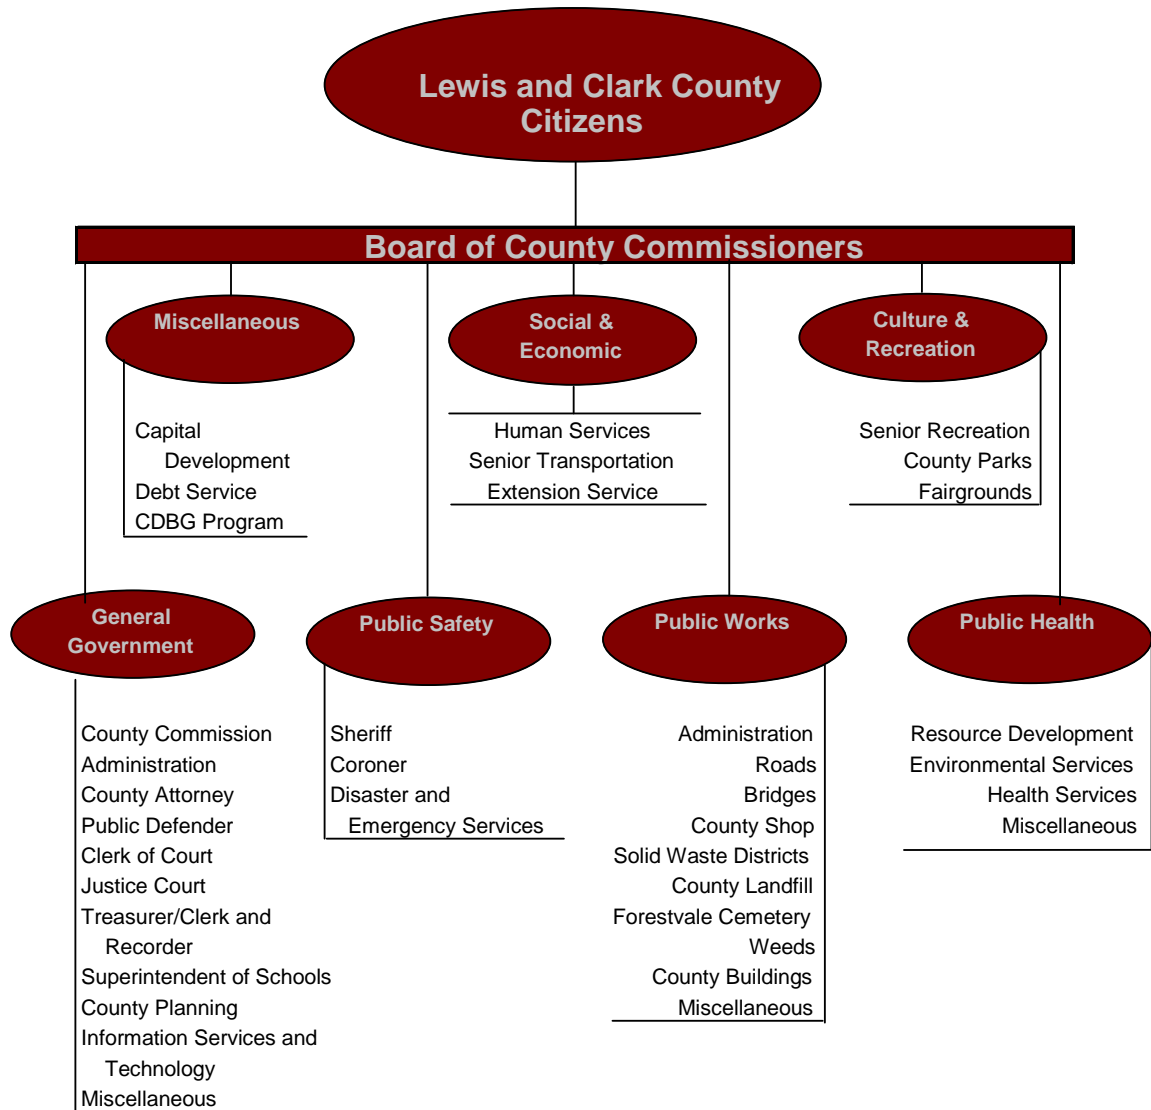 Lewis and Clark County
Citizens
Board of County Commissioners
Miscellaneous
Capital
Development
Debt Service
CDBG Program
Social &
Economic
Human Services
Senior Transportation
Extension Service
Culture &
Recreation
Senior Recreation
County Parks
Fairgrounds
General
Government
County Commission
Administration
County Attorney
Public Defender
Clerk of Court
Justice Court
Treasurer/Clerk and
Recorder
Superintendent of Schools
County Planning
Information Services and
Technology
Miscellaneous
Public Safety
Sheriff
Coroner
Disaster and
Emergency Services
Public Works
Administration
Roads
Bridges
County Shop
Solid Waste Districts
County Landfill
Forestvale Cemetery
Weeds
County Buildings
Miscellaneous
Public Health
Resource Development
Environmental Services
Health Services
Miscellaneous